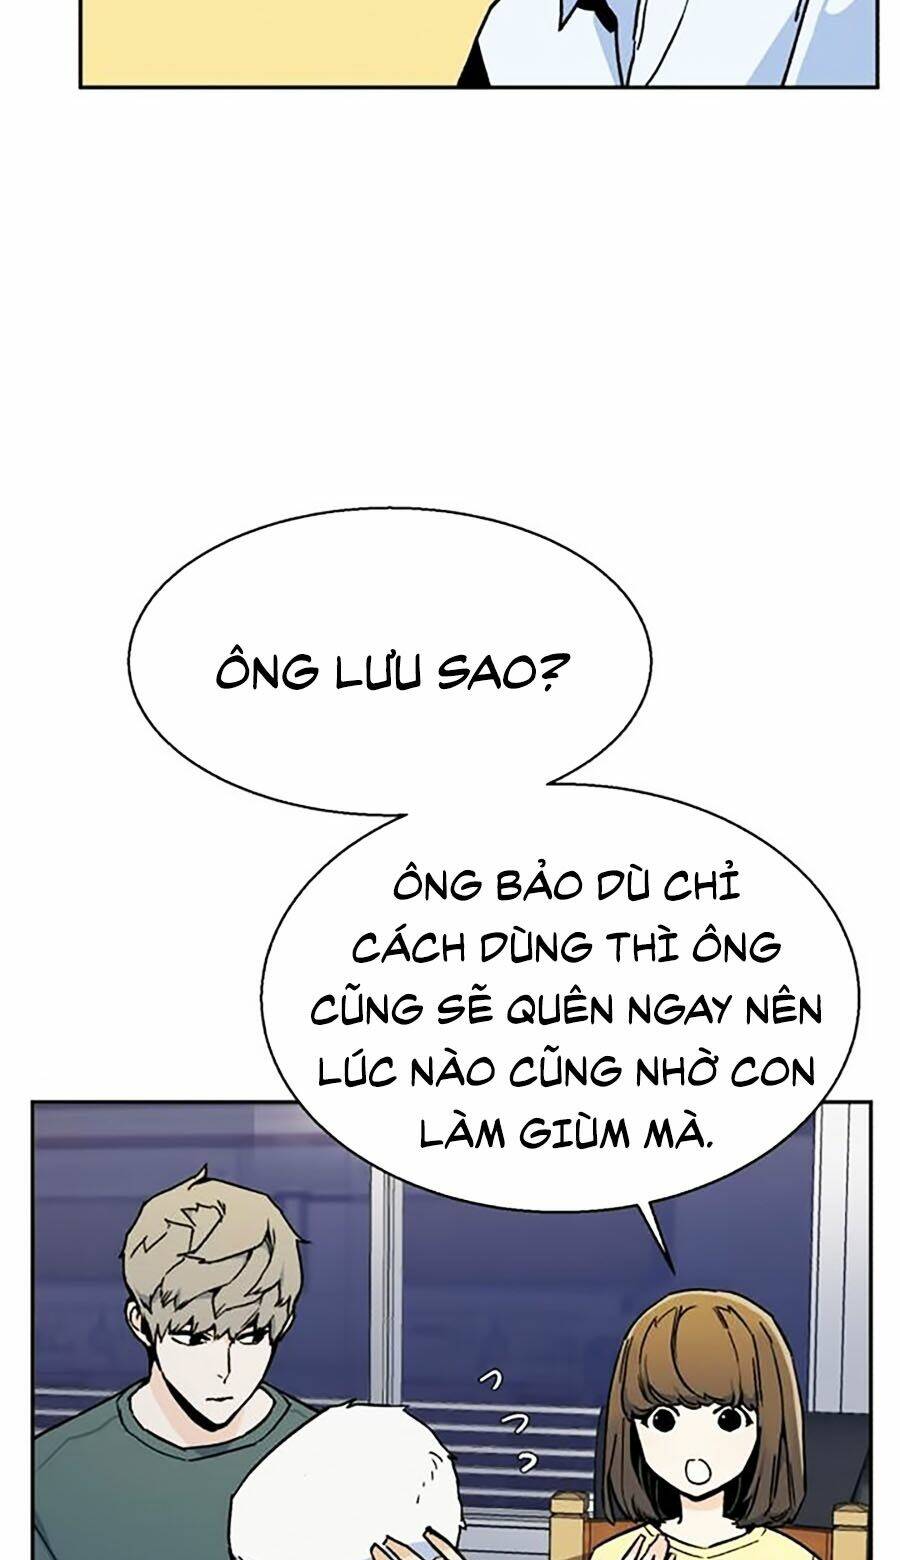 ÔNG LƯU SAO?
ÔNG BẢO DÙ CHỈ
CÁCH DÙNG THÌ ÔNG
CŨNG SẼ QUÊN NGAY NÊN
LÚC NÀO CŨNG NHỜ CON
LÀM GIÙM MÀ.